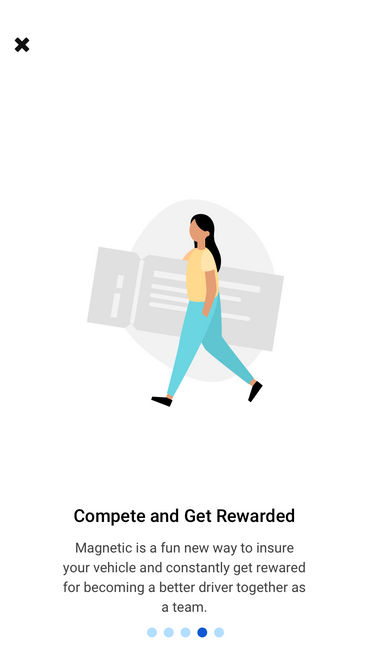 Compete and Get Rewarded
Magnetic is a fun new way to insure
your vehicle and constantly get rewared
for becoming a better driver together as
a team.